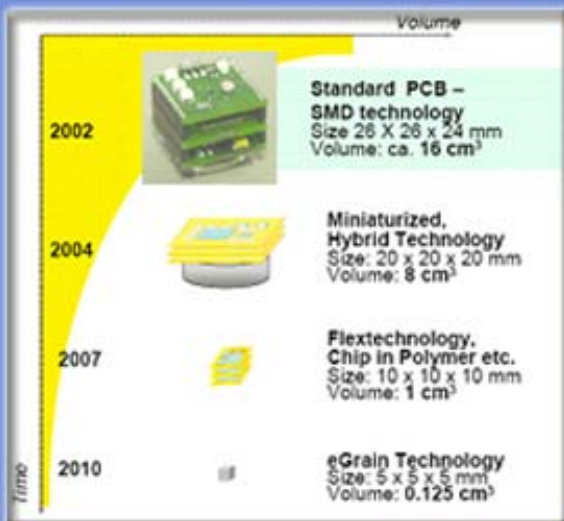 Volume
2002
Standard PCB –
SMD technology
Size 26 X 26 x 24 mm
Volume: ca. 16 cm³
2004
Miniaturized,
Hybrid Technology
Size: 20 x 20 x 20 mm
Volume: 8 cm³
2007
Flextechnology,
Chip in Polymer etc.
Size: 10 x 10 x 10 mm
Volume: 1 cm³
2010
eGrain Technology
Size: 5 x 5 x 5 mm
Volume: 0.125 cm³
Time